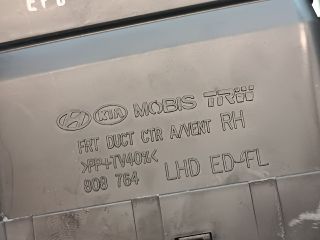 KIA MOBIS TRW
FRT DUCT CTR A/VENT RH
>PP+TV40%<
808 764 LHD ED-FL